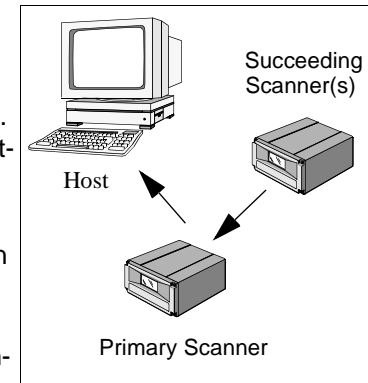 .
t-
Succeeding
Scanner(s)
Host
n
Primary Scanner
n-